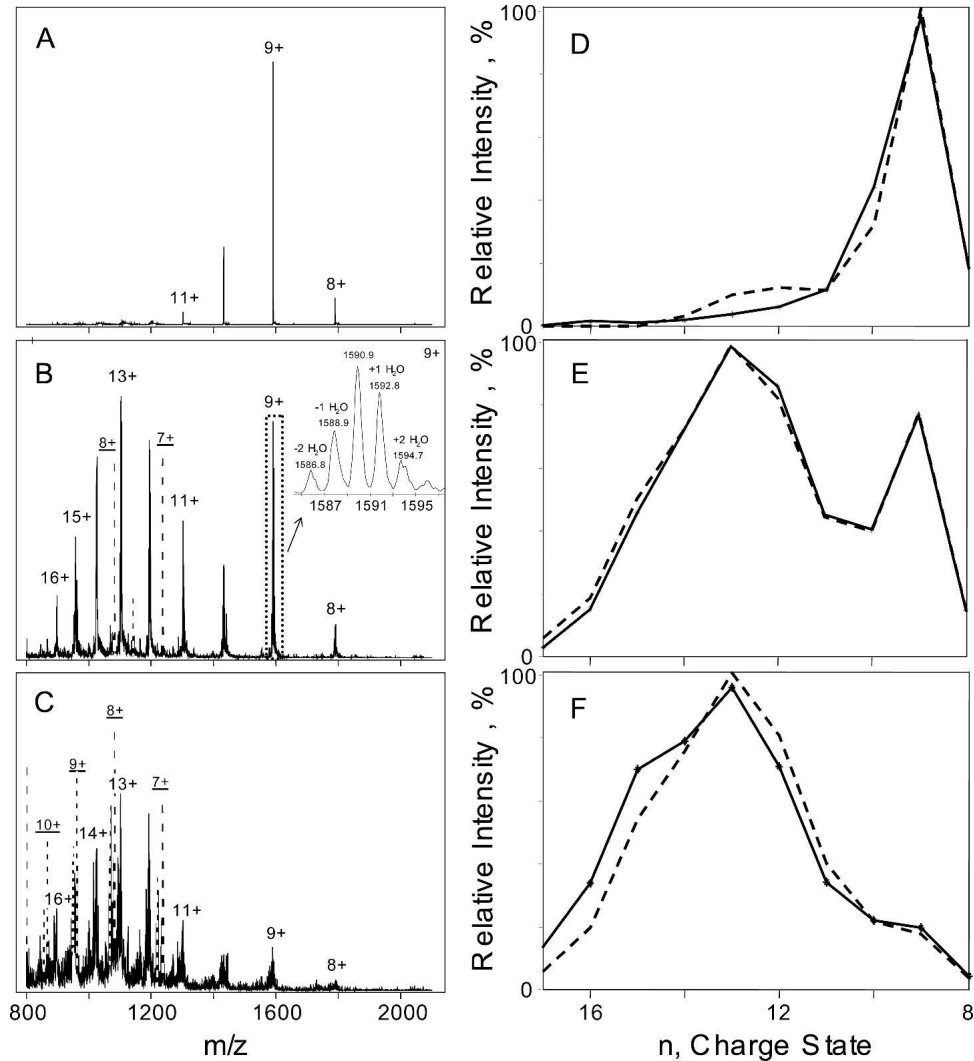 A
9+
11+
8+
B
13+
8+
7+
9+
15+
11+
16+
8+
1590.9
9+
+1 H2O
1592.8
-1 H2O
1588.9
-2 H2O
1586.8
+2 H2O
1594.7
1587 1591 1595
C
8+
9+
13+
7+
10+
14+
16+
11+
9+
8+
800 1200 1600 2000
m/z
Relative Intensity , %
100
D
0
Relative Intensity , %
100
E
0
Relative Intensity , %
100
F
0
16 14 12 10 8
n, Charge State